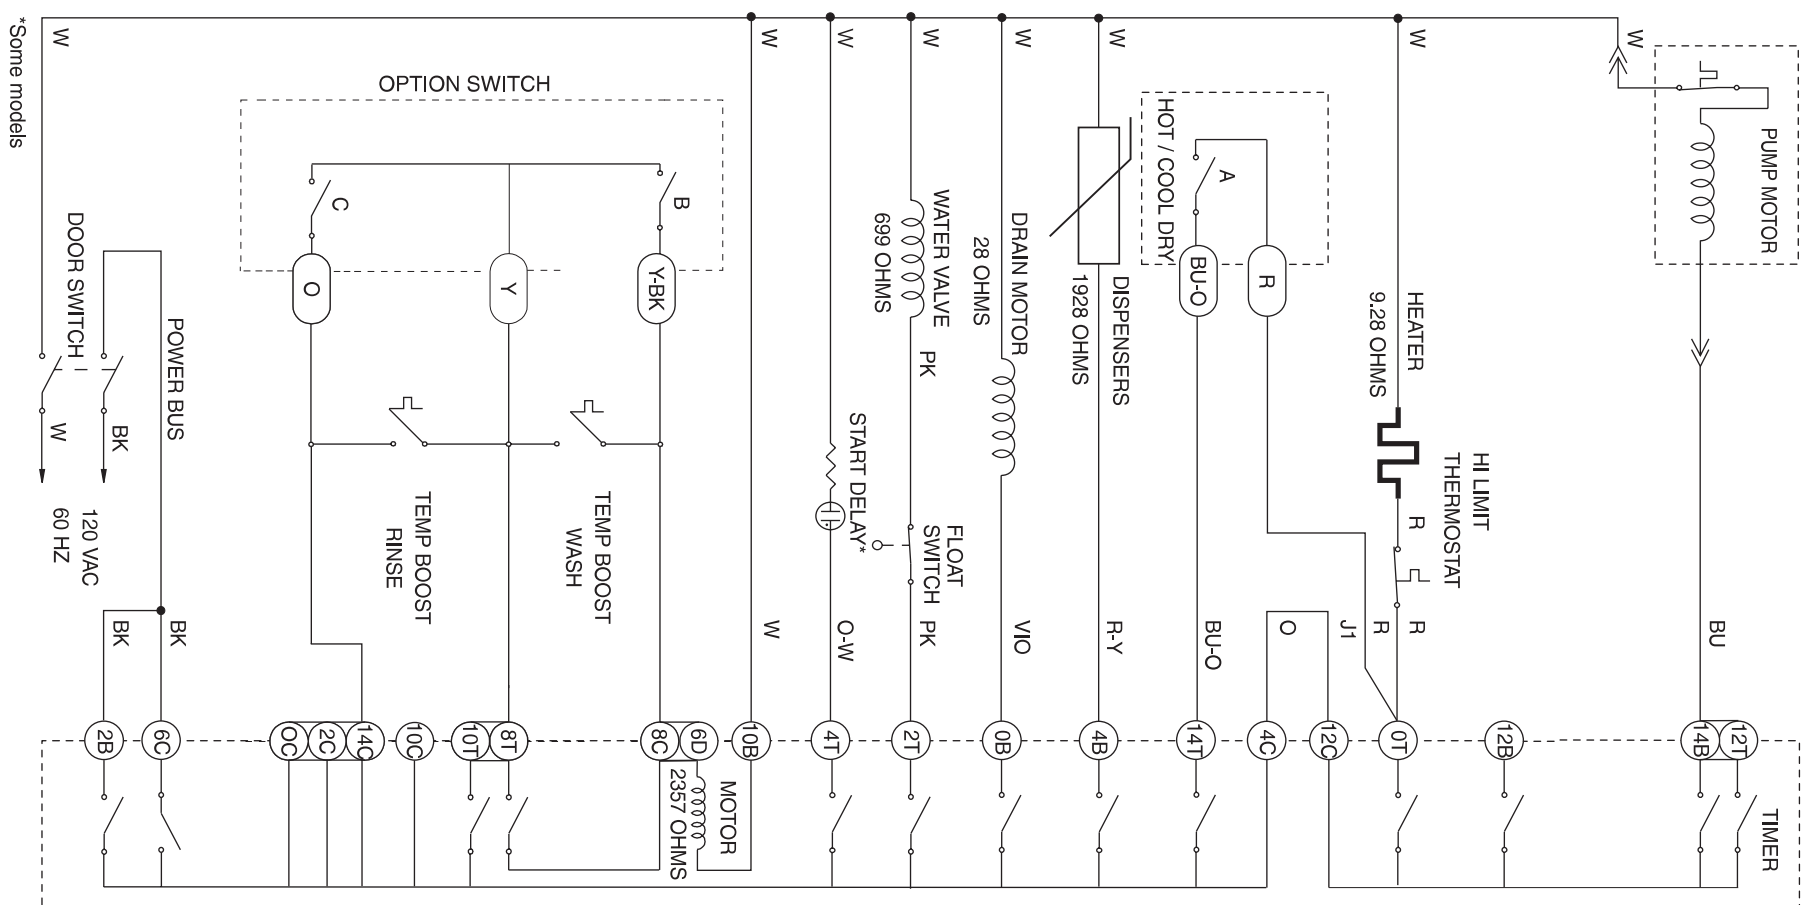 *Some models
W
W
W
W
W
W
W
W
OPTION SWITCH
PUMP MOTOR
HOT / COOL DRY
A
B
C
DOOR SWITCH
POWER BUS
O
Y
Y-BK
WATER VALVE
699 OHMS
DRAIN MOTOR
28 OHMS
DISPENSERS
1928 OHMS
BU-O
R
HEATER
9.28 OHMS
PK
W
BK
120 VAC
60 HZ
TEMP BOOST
RINSE
TEMP BOOST
WASH
START DELAY*
FLOAT
SWITCH
HI LIMIT
THERMOSTAT
R
BK
BK
W
O-W
PK
VIO
R-Y
BU-O
O
J1
R
R
BU
2B
6C
OC
2C
14C
10C
10T
8T
8C
6D
10B
4T
2T
0B
4B
14T
4C
12C
0T
12B
14B
12T
MOTOR
2357 OHMS
TIMER